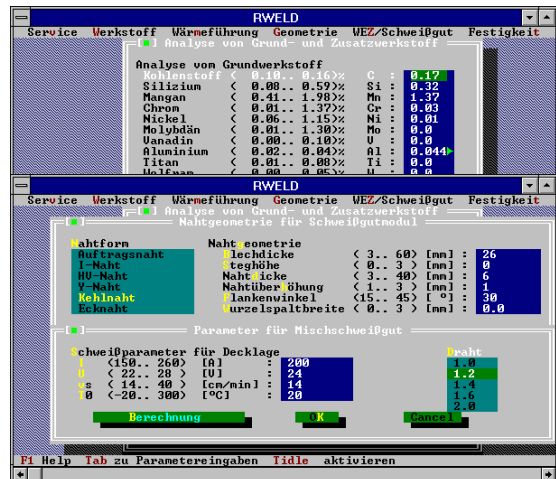 RWELD
Service Werkstoff Wärmeführung Geometrie WEZ/Schweißgut Festigkeit
Analyse von Grund- und Zusatzwerkstoff
Analyse vom Grundwerkstoff
Kohlenstoff ( 0.10.. 0.16)% C : 0.17
Silizium ( 0.08.. 0.59)% Si : 0.32
Mangan ( 0.41.. 1.98)% Mn : 1.37
Chrom ( 0.01.. 1.37)% Cr : 0.03
Nickel ( 0.06.. 1.15)% Ni : 0.01
Molybdän ( 0.01.. 1.30)% Mo : 0.0
Vanadin ( 0.00.. 0.10)% V : 0.0
Aluminium ( 0.02.. 0.04)% Al : 0.044
Titan ( 0.01.. 0.08)% Ti : 0.0
Wolfram ( 0.00.. 0.05)% W : 0.0
RWELD
Service Werkstoff Wärmeführung Geometrie WEZ/Schweißgut Festigkeit
Analyse von Grund- und Zusatzwerkstoff
Nahtgeometrie für Schweißgutmodul
Nahtform Nahtgeometrie
Auftragsnaht Blechdicke ( 3.. 60) [mm] : 26
I-Naht Steghöhe ( 0.. 3 ) [mm] : 0
HV-Naht Nahtdicke ( 3.. 40) [mm] : 6
Y-Naht Nahtüberhöhung ( 1.. 3 ) [mm] : 1
Kehlnaht Flankenwinkel (15.. 45) [ º] : 30
Ecknaht Wurzelspaltbreite ( 0.. 3 ) [mm] : 0.0
Parameter für Mischschweißgut
Schweißparameter für Decklage Draht
I (150.. 260) [A] : 200 1.0
U ( 22.. 28 ) [V] : 24 1.2
vs ( 14.. 40 ) [cm/min] : 14 1.4
T0 (-20.. 300) [ºC] : 20 1.6
2.0
Berechnung OK Cancel
F1 Help Tab zu Parametereingaben Tidle aktivieren